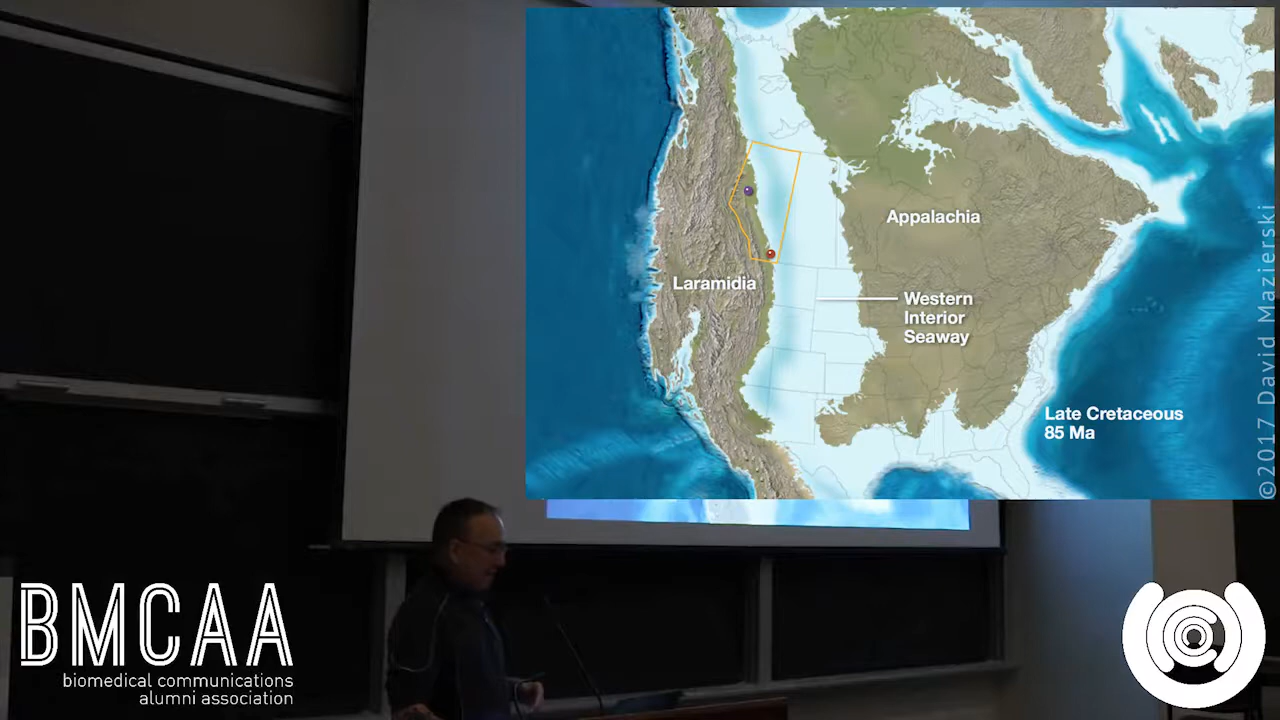 Appalachia
Laramidia
Western
Interior
Seaway
Late Cretaceous
85 Ma
©2017 David Mazierski
BMCAA
biomedical communications
alumni association